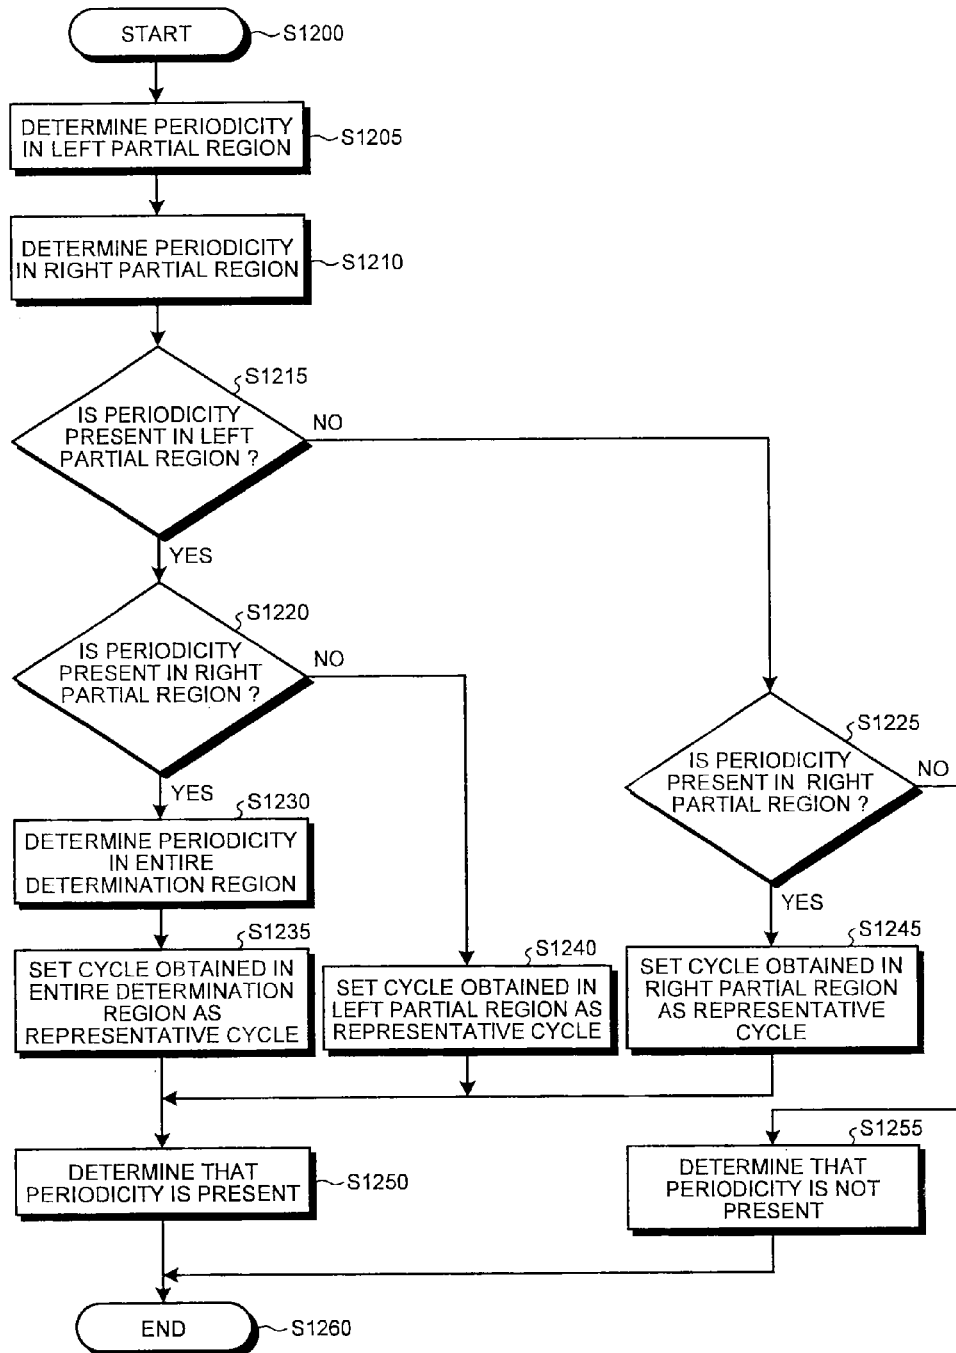 START
S1200
DETERMINE PERIODICITY
IN LEFT PARTIAL REGION
S1205
DETERMINE PERIODICITY
IN RIGHT PARTIAL REGION
S1210
S1215
IS PERIODICITY
PRESENT IN LEFT
PARTIAL REGION ?
NO
YES
S1220
IS PERIODICITY
PRESENT IN RIGHT
PARTIAL REGION ?
NO
YES
S1225
IS PERIODICITY
PRESENT IN RIGHT
PARTIAL REGION ?
NO
YES
S1230
DETERMINE PERIODICITY
IN ENTIRE
DETERMINATION REGION
S1235
SET CYCLE OBTAINED IN
ENTIRE DETERMINATION
REGION AS
REPRESENTATIVE CYCLE
S1240
SET CYCLE OBTAINED IN
LEFT PARTIAL REGION AS
REPRESENTATIVE CYCLE
S1245
SET CYCLE OBTAINED IN
RIGHT PARTIAL REGION
AS REPRESENTATIVE
CYCLE
DETERMINE THAT
PERIODICITY IS PRESENT
S1250
S1255
DETERMINE THAT
PERIODICITY IS NOT
PRESENT
END
S1260